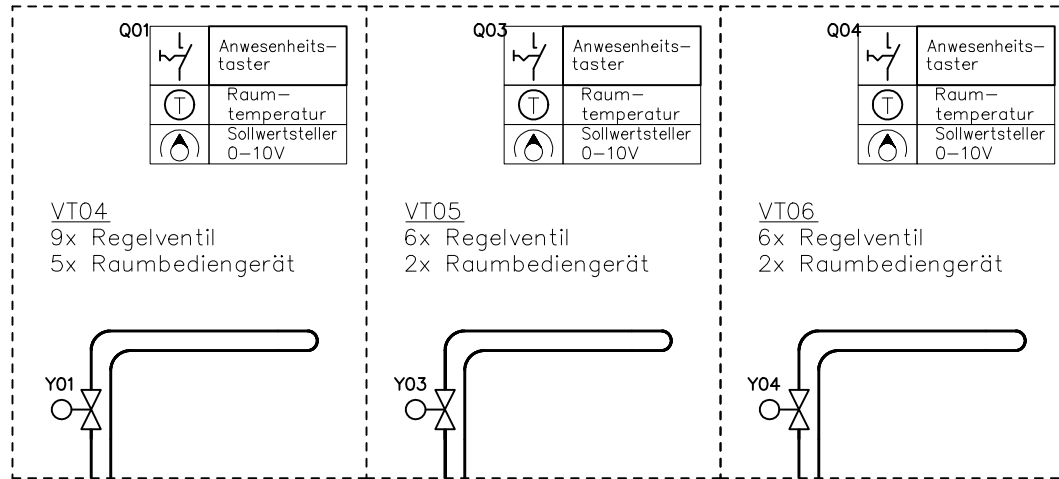 Q01
Anwesenheits-
taster
T
Raum-
temperatur
Sollwertsteller
0-10V
VT04
9x Regelventil
5x Raumbediengerät
Y01
Q03
Anwesenheits-
taster
T
Raum-
temperatur
Sollwertsteller
0-10V
VT05
6x Regelventil
2x Raumbediengerät
Y03
Q04
Anwesenheits-
taster
T
Raum-
temperatur
Sollwertsteller
0-10V
VT06
6x Regelventil
2x Raumbediengerät
Y04